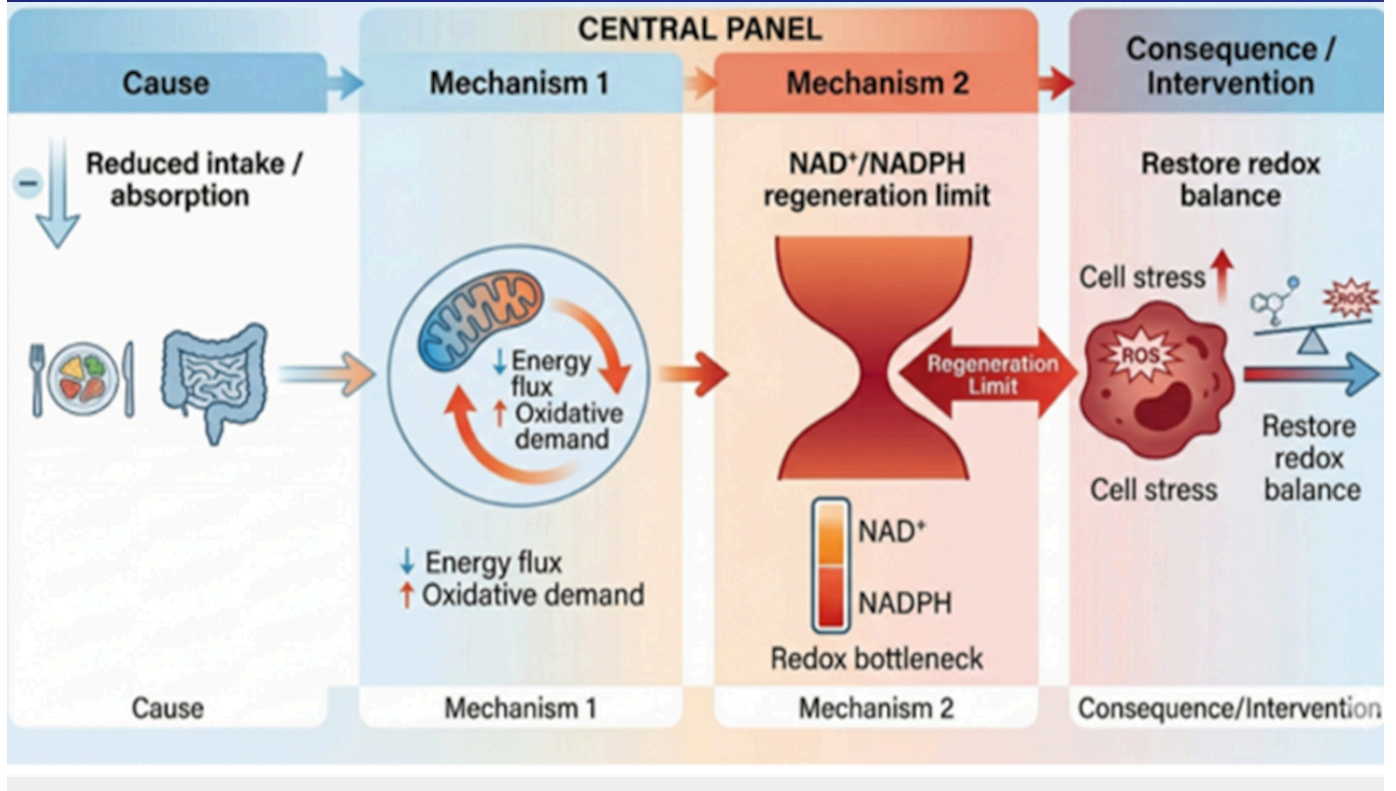 CENTRAL PANEL
Cause
Mechanism 1
Mechanism 2
Consequence /
Intervention
Reduced intake /
absorption
−
↓ Energy
flux
↑ Oxidative
demand
↓ Energy flux
↑ Oxidative demand
NAD⁺/NADPH
regeneration limit
Regeneration
Limit
NAD⁺
NADPH
Redox bottleneck
Restore redox
balance
Cell stress
ROS
ROS
Cell stress
Restore
redox
balance
Cause
Mechanism 1
Mechanism 2
Consequence/Intervention